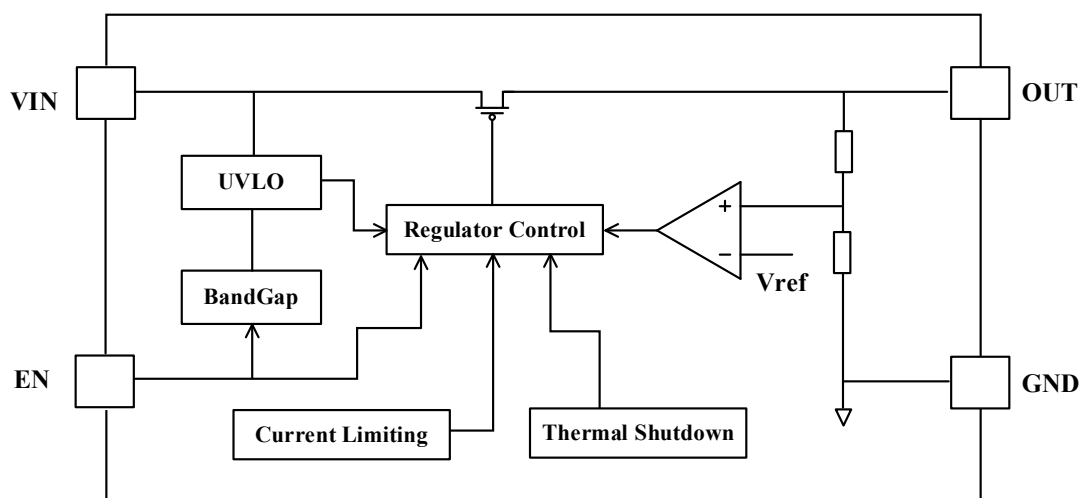 VIN
OUT
UVLO
Regulator Control
+
−
Vref
BandGap
EN
GND
Current Limiting
Thermal Shutdown